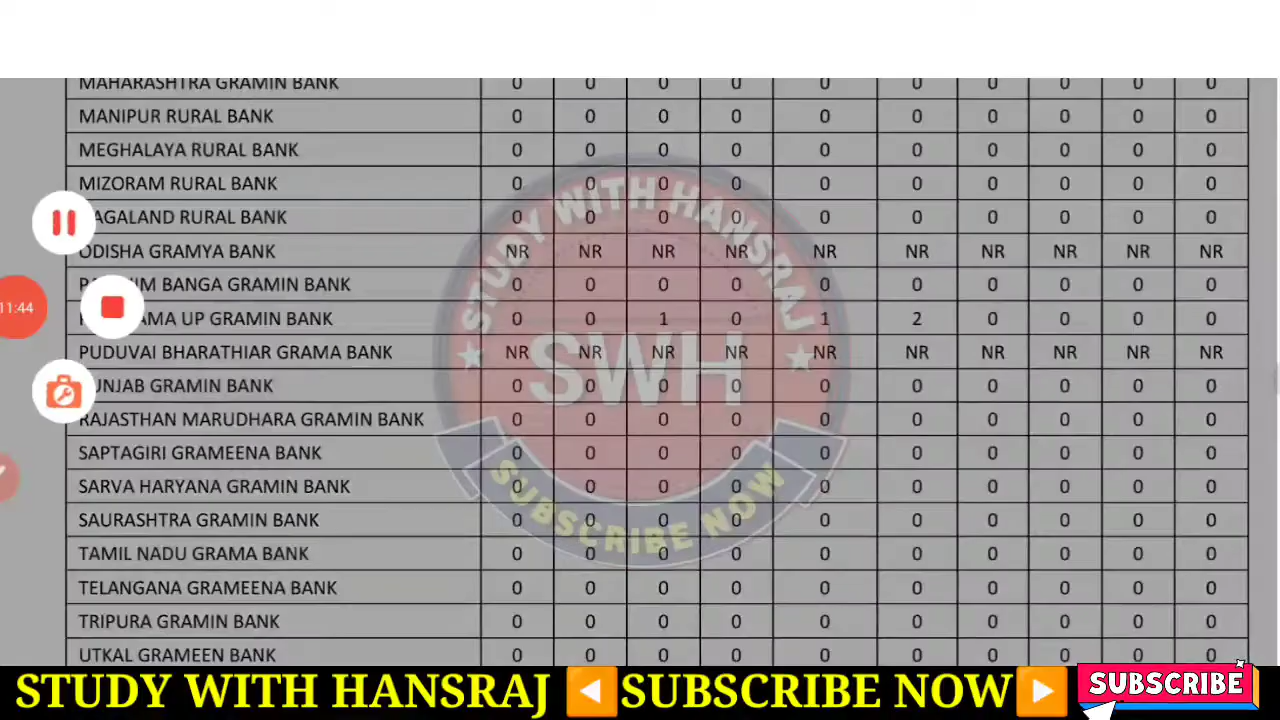 MAHARASHTRA GRAMIN BANK 0 0 0 0 0 0 0 0 0 0
MANIPUR RURAL BANK 0 0 0 0 0 0 0 0 0 0
MEGHALAYA RURAL BANK 0 0 0 0 0 0 0 0 0 0
MIZORAM RURAL BANK 0 0 0 0 0 0 0 0 0 0
AGALAND RURAL BANK 0 0 0 0 0 0 0 0 0 0
ODISHA GRAMYA BANK NR NR NR NR NR NR NR NR NR NR
BANGA GRAMIN BANK 0 0 0 0 0 0 0 0 0 0
AMA UP GRAMIN BANK 0 0 1 0 1 2 0 0 0 0
PUDUVAI BHARATHIAR GRAMA BANK NR NR NR NR NR NR NR NR NR NR
UNJAB GRAMIN BANK 0 0 0 0 0 0 0 0 0 0
RAJASTHAN MARUDHARA GRAMIN BANK 0 0 0 0 0 0 0 0 0 0
SAPTAGIRI GRAMEENA BANK 0 0 0 0 0 0 0 0 0 0
SARVA HARYANA GRAMIN BANK 0 0 0 0 0 0 0 0 0 0
SAURASHTRA GRAMIN BANK 0 0 0 0 0 0 0 0 0 0
TAMIL NADU GRAMA BANK 0 0 0 0 0 0 0 0 0 0
TELANGANA GRAMEENA BANK 0 0 0 0 0 0 0 0 0 0
TRIPURA GRAMIN BANK 0 0 0 0 0 0 0 0 0 0
UTKAL GRAMEEN BANK 0 0 0 0 0 0 0 0 0 0
STUDY WITH HANSRAJ
SWH
SUBSCRIBE NOW
11:44
STUDY WITH HANSRAJ SUBSCRIBE NOW SUBSCRIBE